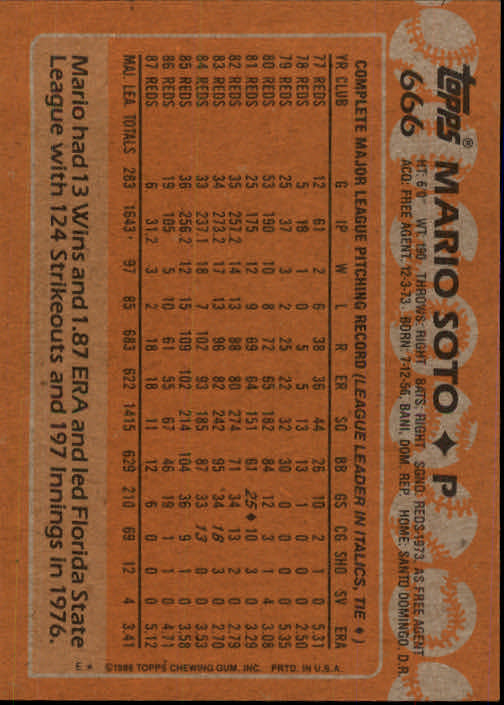 topps® MARIO SOTO ♦ P
666
HT: 6'0" WT: 190 THROWS: RIGHT BATS: RIGHT SGND: REDS-1973, AS FREE AGENT
ACQ: FREE AGENT, 12-3-73 BORN: 7-12-56, BANI, DOM. REP. HOME: SANTO DOMINGO, D.R.
COMPLETE MAJOR LEAGUE PITCHING RECORD (LEAGUE LEADER IN ITALICS, TIE ♦)
YR CLUB G IP W L R ER SO BB GS CG SHO SV ERA
77 REDS 12 61 2 6 38 36 44 26 10 2 1 0 5.31
78 REDS 5 18 1 0 5 5 13 13 1 0 0 0 2.50
79 REDS 25 37 3 2 25 22 32 30 0 0 0 0 5.35
80 REDS 53 190 10 8 72 65 182 84 12 3 1 4 3.08
81 REDS 25 175 12 9 69 64 151 61 25♦ 10 3 0 3.29
82 REDS 35 257.2 14 13 88 80 274 71 34 13 2 0 2.79
83 REDS 34 273.2 17 13 96 82 242 95 34 18 3 0 2.70
84 REDS 33 237.1 18 7 102 93 185 87 33 13 0 0 3.53
85 REDS 36 256.2 12 15 109 102 214 104 36 9 1 0 3.58
86 REDS 19 105 5 10 61 55 67 46 19 1 1 0 4.71
87 REDS 6 31.2 3 2 18 18 11 12 6 0 0 0 5.12
MAJ. LEA. TOTALS 283 1643' 97 85 683 622 1415 629 210 69 12 4 3.41
E* ©1988 TOPPS CHEWING GUM, INC. PRTD. IN U.S.A.
Mario had 13 Wins and 1.87 ERA and led Florida State
League with 124 Strikeouts and 197 Innings in 1976.